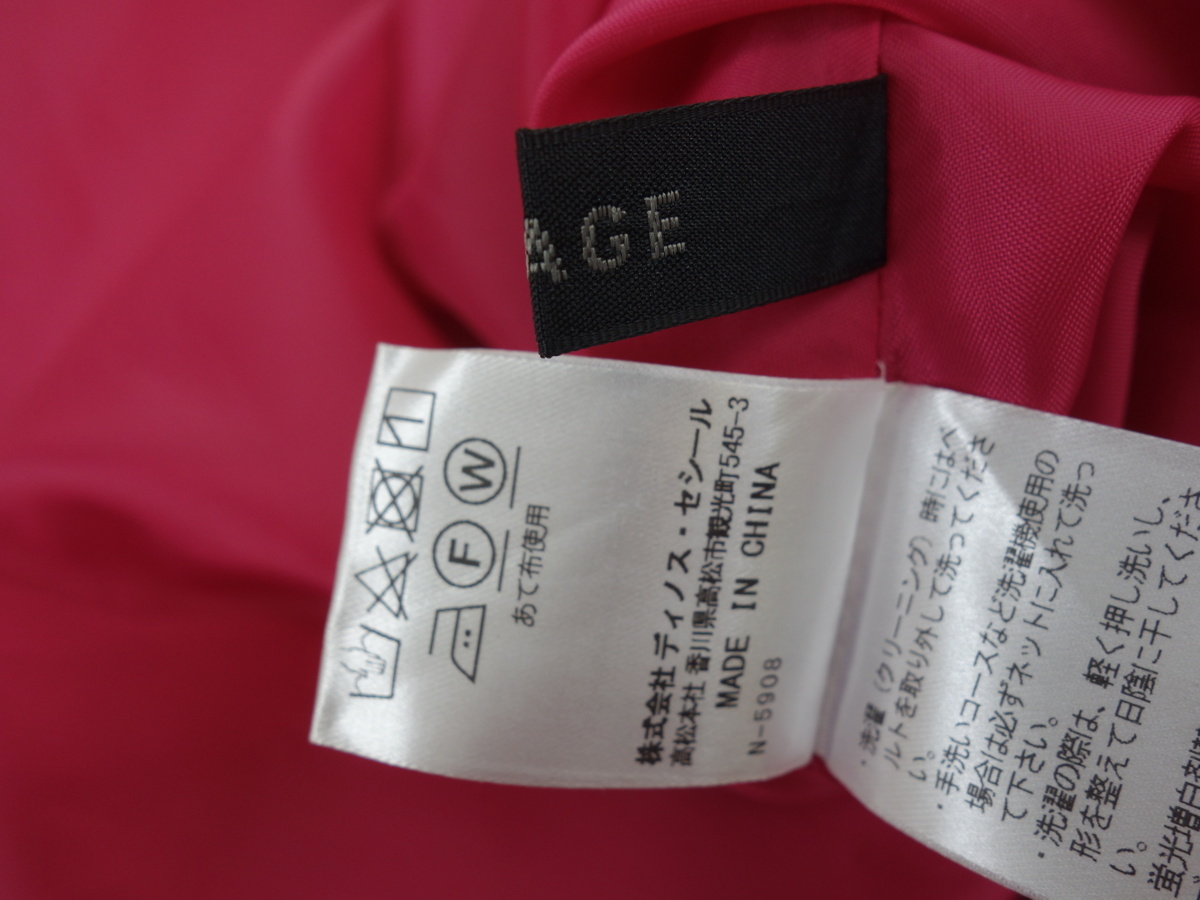 AGE
W
F
あて布使用
株式会社 ディノス・セシール
高松本社 香川県高松市観光町545-3
MADE IN CHINA
N-5908
・洗濯(クリーニング)時にはベ
ルトを取り外して洗ってくださ
い。
・手洗いコースなど洗濯機使用の
場合は必ずネットに入れて洗っ
て下さい。
・洗濯の際は、軽く押し洗いし、
形を整えて日陰に干してくださ
い。
蛍光増白剤